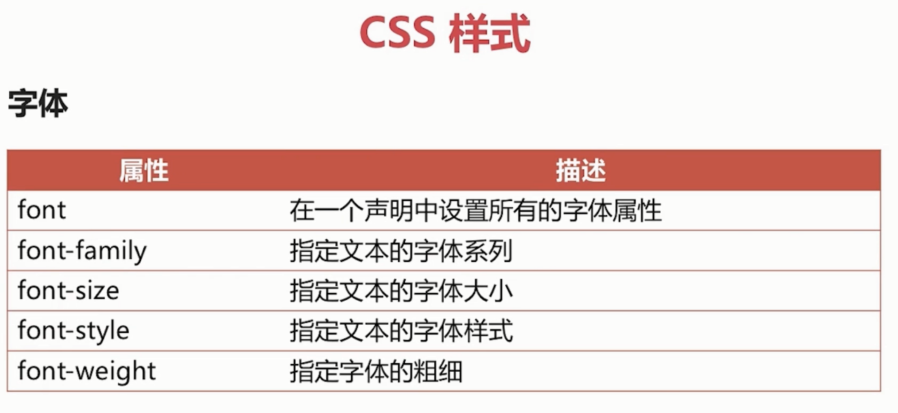 CSS 样式
字体
属性 描述
font 在一个声明中设置所有的字体属性
font-family 指定文本的字体系列
font-size 指定文本的字体大小
font-style 指定文本的字体样式
font-weight 指定字体的粗细